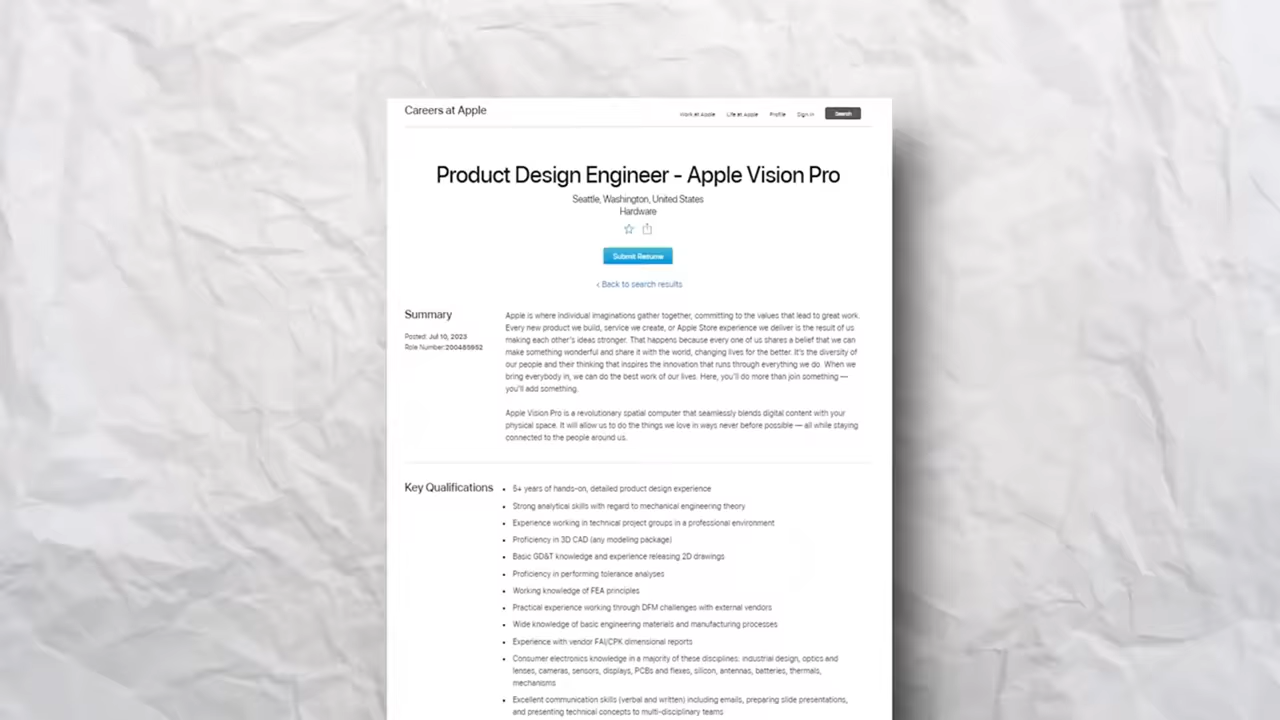 Careers at Apple
Work at Apple Life at Apple Profile Sign In Search
Product Design Engineer - Apple Vision Pro
Seattle, Washington, United States
Hardware
Submit Resume
‹ Back to search results
Summary
Posted: Jul 10, 2023
Role Number:200485952
Apple is where individual imaginations gather together, committing to the values that lead to great work.
Every new product we build, service we create, or Apple Store experience we deliver is the result of us
making each other's ideas stronger. That happens because every one of us shares a belief that we can
make something wonderful and share it with the world, changing lives for the better. It's the diversity of
our people and their thinking that inspires the innovation that runs through everything we do. When we
bring everybody in, we can do the best work of our lives. Here, you'll do more than join something —
you'll add something.
Apple Vision Pro is a revolutionary spatial computer that seamlessly blends digital content with your
physical space. It will allow us to do the things we love in ways never before possible — all while staying
connected to the people around us.
Key Qualifications
• 5+ years of hands-on, detailed product design experience
• Strong analytical skills with regard to mechanical engineering theory
• Experience working in technical project groups in a professional environment
• Proficiency in 3D CAD (any modeling package)
• Basic GD&T knowledge and experience releasing 2D drawings
• Proficiency in performing tolerance analyses
• Working knowledge of FEA principles
• Practical experience working through DFM challenges with external vendors
• Wide knowledge of basic engineering materials and manufacturing processes
• Experience with vendor FAI/CPK dimensional reports
• Consumer electronics knowledge in a majority of these disciplines: industrial design, optics and
lenses, cameras, sensors, displays, PCBs and flexes, silicon, antennas, batteries, thermals,
mechanisms
• Excellent communication skills (verbal and written) including emails, preparing slide presentations,
and presenting technical concepts to multi-disciplinary teams